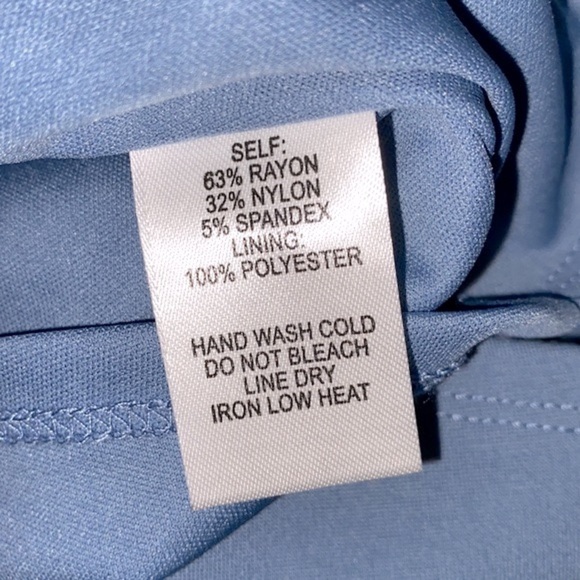 SELF:
63% RAYON
32% NYLON
5% SPANDEX
LINING:
100% POLYESTER
HAND WASH COLD
DO NOT BLEACH
LINE DRY
IRON LOW HEAT